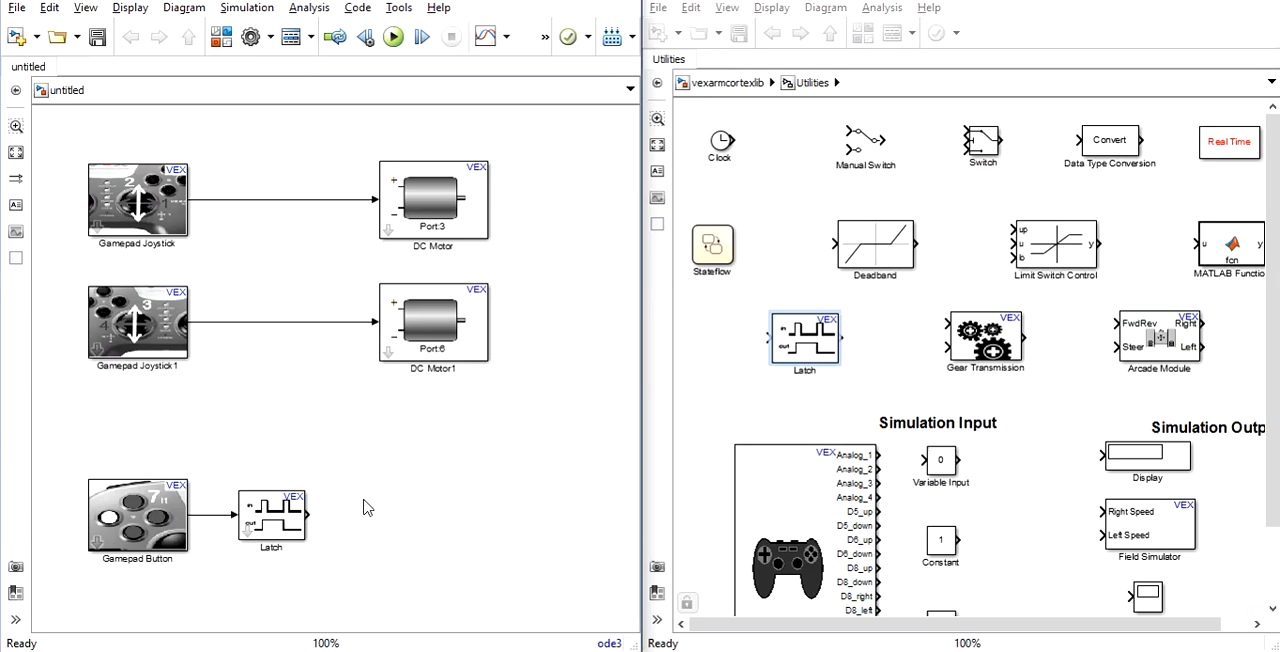 File Edit View Display Diagram Simulation Analysis Code Tools Help
untitled
untitled
VEX
2
1
Gamepad Joystick
VEX
+
−
Port:3
DC Motor
VEX
3
4
Gamepad Joystick1
VEX
+
−
Port:6
DC Motor1
VEX
7
Gamepad Button
VEX
in
out
Latch
Ready 100% ode3
File Edit View Display Diagram Analysis Help
Utilities
vexarmcortexlib Utilities
Clock
Manual Switch
Switch
Convert
Data Type Conversion
Real Time
Stateflow
Deadband
up
u
lo
y
Limit Switch Control
u
fcn
y
MATLAB Functio
VEX
in
out
Latch
VEX
Gear Transmission
VEX
FwdRev Right
Steer Left
Arcade Module
Simulation Input
Simulation Outp
VEX
Analog_1
Analog_2
Analog_3
Analog_4
D5_up
D5_down
D6_up
D6_down
D8_up
D8_down
D8_right
D8_left
0
Variable Input
1
Constant
Display
VEX
Right Speed
Left Speed
Field Simulator
Ready 100%